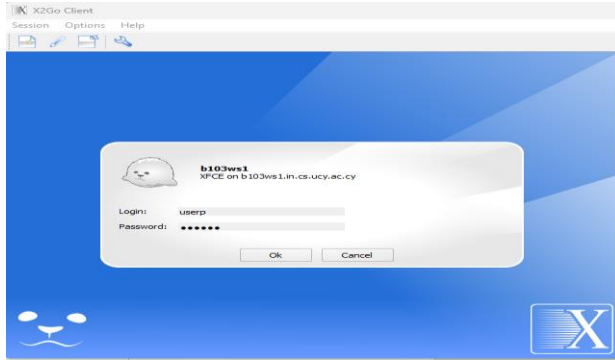 X2Go Client
Session Options Help
b103ws1
XFCE on b103ws1.in.cs.ucy.ac.cy
Login: userp
Password: ••••••
Ok Cancel
X